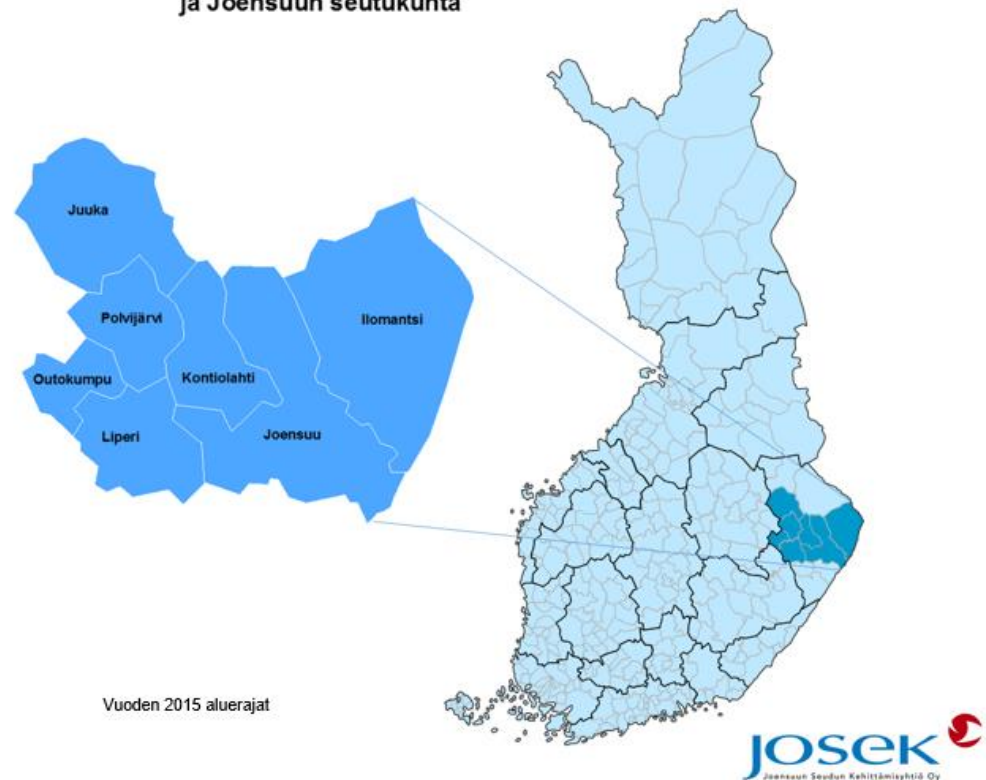 ja Joensuun seutukunta
Juuka
Polvijärvi
Ilomantsi
Outokumpu
Kontiolahti
Liperi
Joensuu
Vuoden 2015 aluerajat
JOSEK
Joensuun Seudun Kehittämisyhtiö Oy